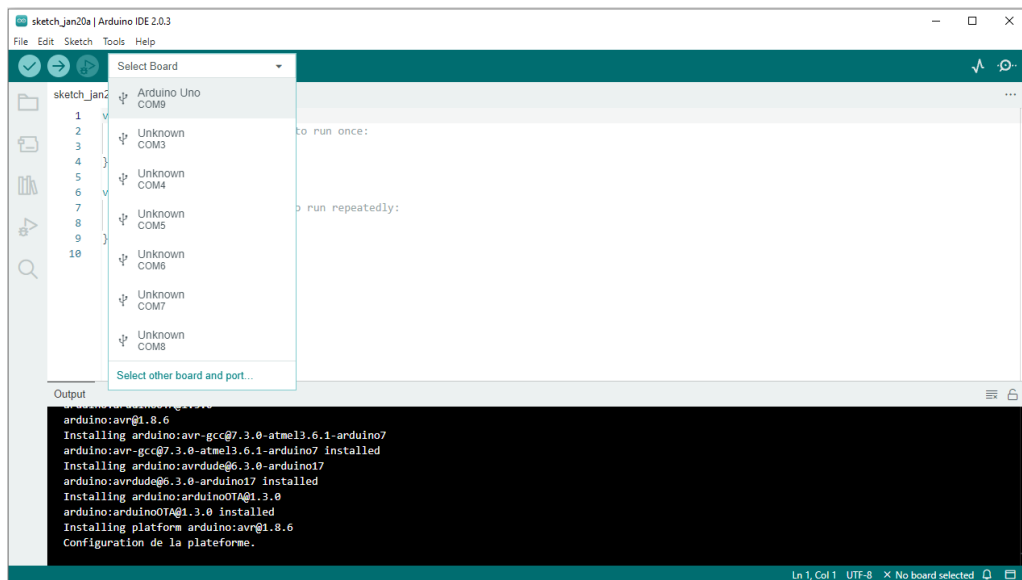 sketch_jan20a | Arduino IDE 2.0.3
File Edit Sketch Tools Help
Select Board
sketch_jan2
Arduino Uno
COM9
Unknown
COM3
Unknown
COM4
Unknown
COM5
Unknown
COM6
Unknown
COM7
Unknown
COM8
Select other board and port...
1 v
2 to run once:
3
4 }
5
6 v
7 o run repeatedly:
8
9 }
10
Output
arduino:arduinoOTA@1.3.0
arduino:avr@1.8.6
Installing arduino:avr-gcc@7.3.0-atmel3.6.1-arduino7
arduino:avr-gcc@7.3.0-atmel3.6.1-arduino7 installed
Installing arduino:avrdude@6.3.0-arduino17
arduino:avrdude@6.3.0-arduino17 installed
Installing arduino:arduinoOTA@1.3.0
arduino:arduinoOTA@1.3.0 installed
Installing platform arduino:avr@1.8.6
Configuration de la plateforme.
Ln 1, Col 1 UTF-8 × No board selected